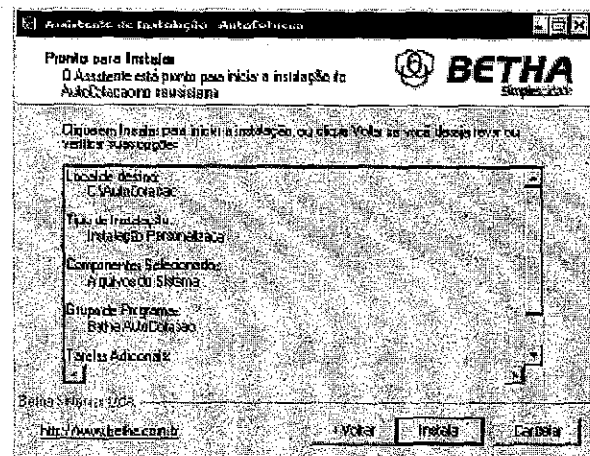 Assistente de Instalação - AutoCotacao
Pronto para Instalar
O Assistente está pronto para iniciar a instalação do
AutoCotacao no seu sistema
BETHA
Simples, assim
Clique em Instalar para iniciar a instalação, ou clique Voltar se você deseja rever ou
verificar suas opções
Local de destino:
C:\AutoCotacao
Tipo de Instalação:
Instalação Personalizada
Componentes Selecionados:
Arquivos do Sistema
Grupo de Programas:
Betha AutoCotacao
Tarefas Adicionais:
Betha Sistemas Ltda
http://www.betha.com.br
< Voltar
Instala
Cancelar